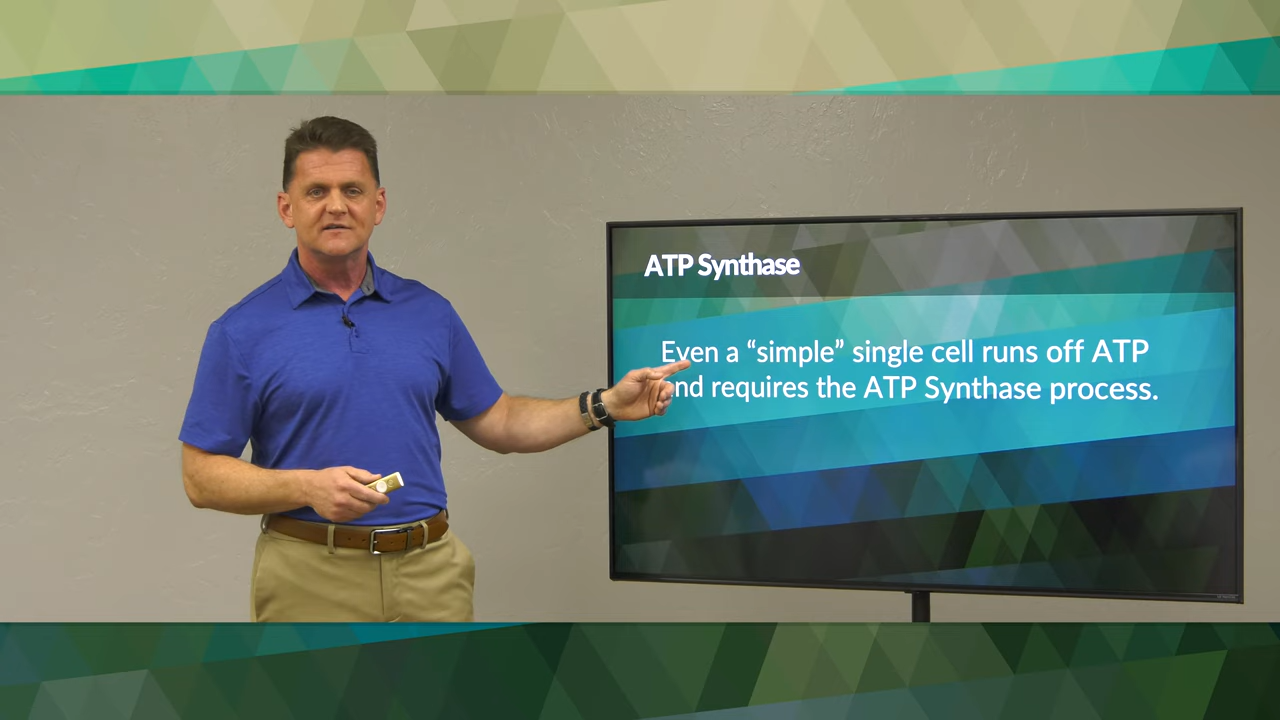 ATP Synthase
Even a “simple” single cell runs off ATP
and requires the ATP Synthase process.